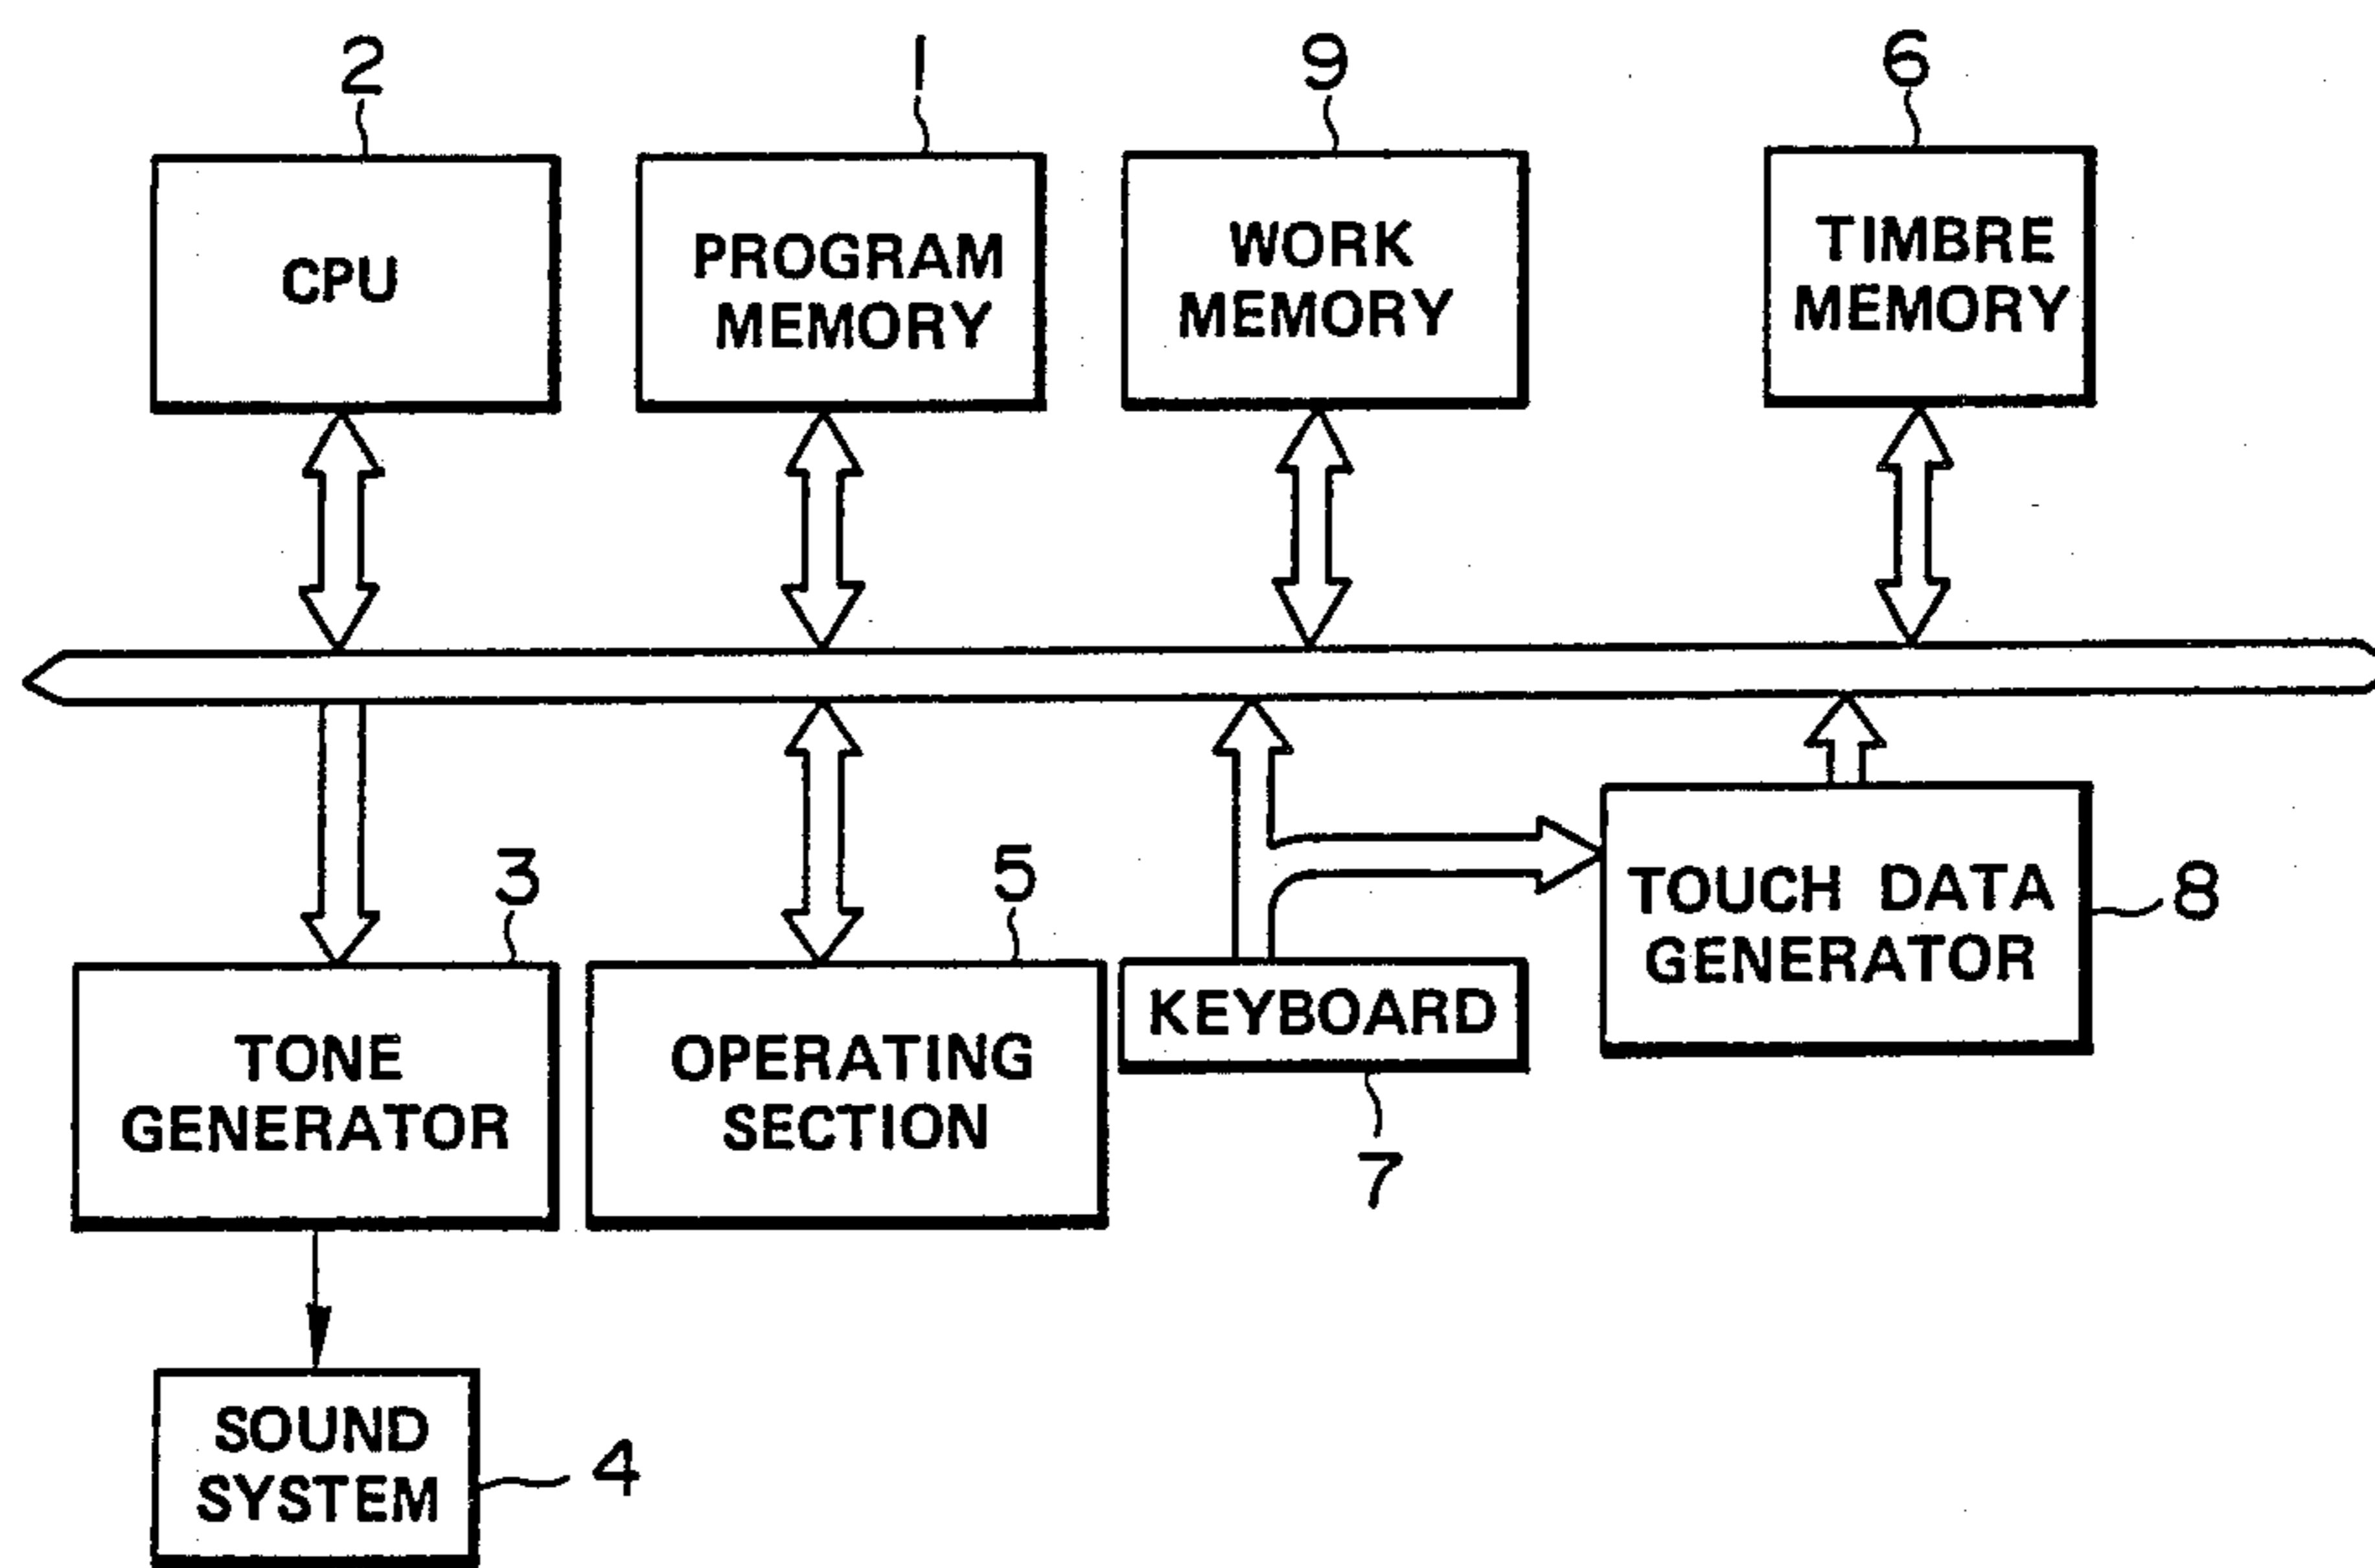 2
1
9
6
CPU
PROGRAM
MEMORY
WORK
MEMORY
TIMBRE
MEMORY
3
5
8
TONE
GENERATOR
OPERATING
SECTION
KEYBOARD
7
TOUCH DATA
GENERATOR
SOUND
SYSTEM
4